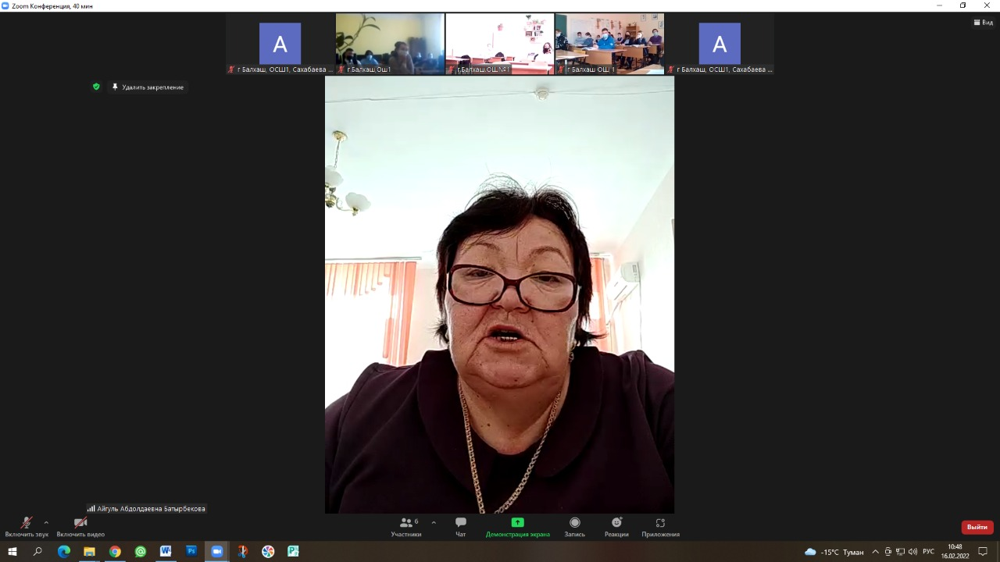 Zoom Конференция, 40 мин
Вид
A
A
г Балхаш, ОСШ1, Сахабаева ...
г.Балхаш Ош1
г.Балхаш ОШ№1
г Балхаш ОШ 1
г Балхаш, ОСШ1, Сахабаева ...
Удалить закрепление
Айгуль Абдолдаевна Батырбекова
Включить звук
Включить видео
Участники
6
Чат
Демонстрация экрана
Запись
Реакции
Приложения
Выйти
-15°C Туман
РУС
10:48
16.02.2022